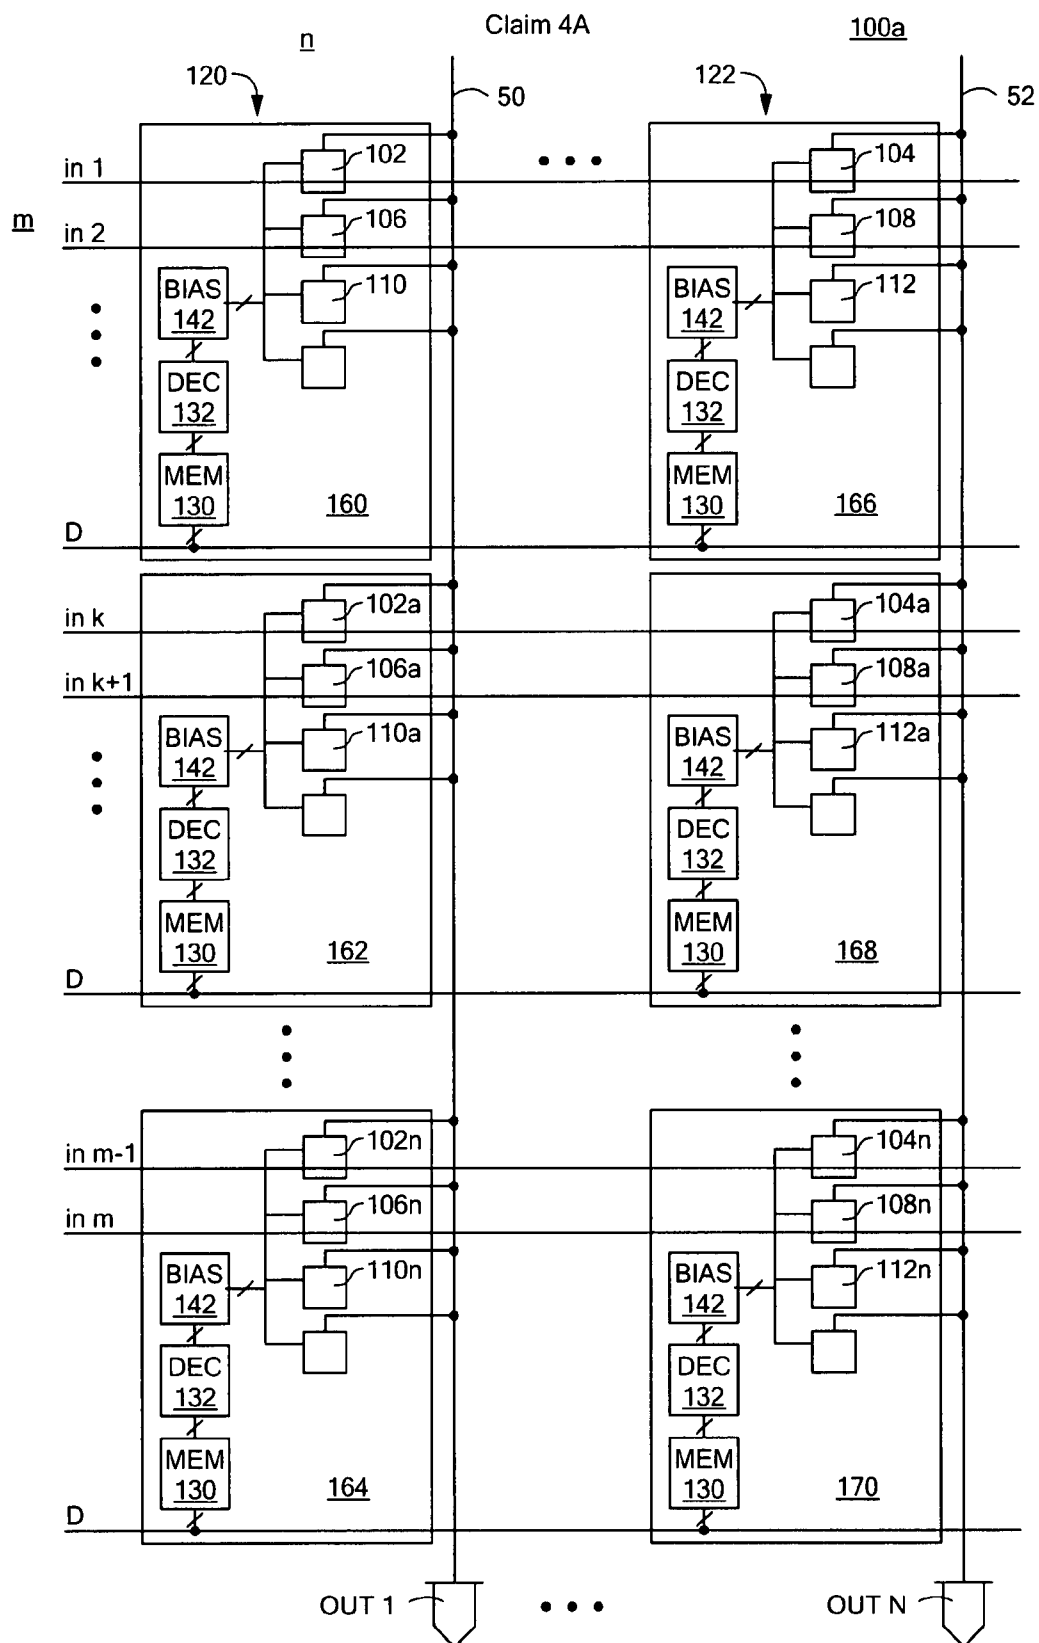 n
Claim 4A
100a
120
50
122
52
in 1
102
104
m
in 2
106
108
BIAS
142
110
BIAS
142
112
DEC
132
DEC
132
MEM
130
160
MEM
130
166
D
in k
102a
104a
in k+1
106a
108a
BIAS
142
110a
BIAS
142
112a
DEC
132
DEC
132
MEM
130
162
MEM
130
168
D
in m-1
102n
104n
in m
106n
108n
BIAS
142
110n
BIAS
142
112n
DEC
132
DEC
132
MEM
130
164
MEM
130
170
D
OUT 1
OUT N